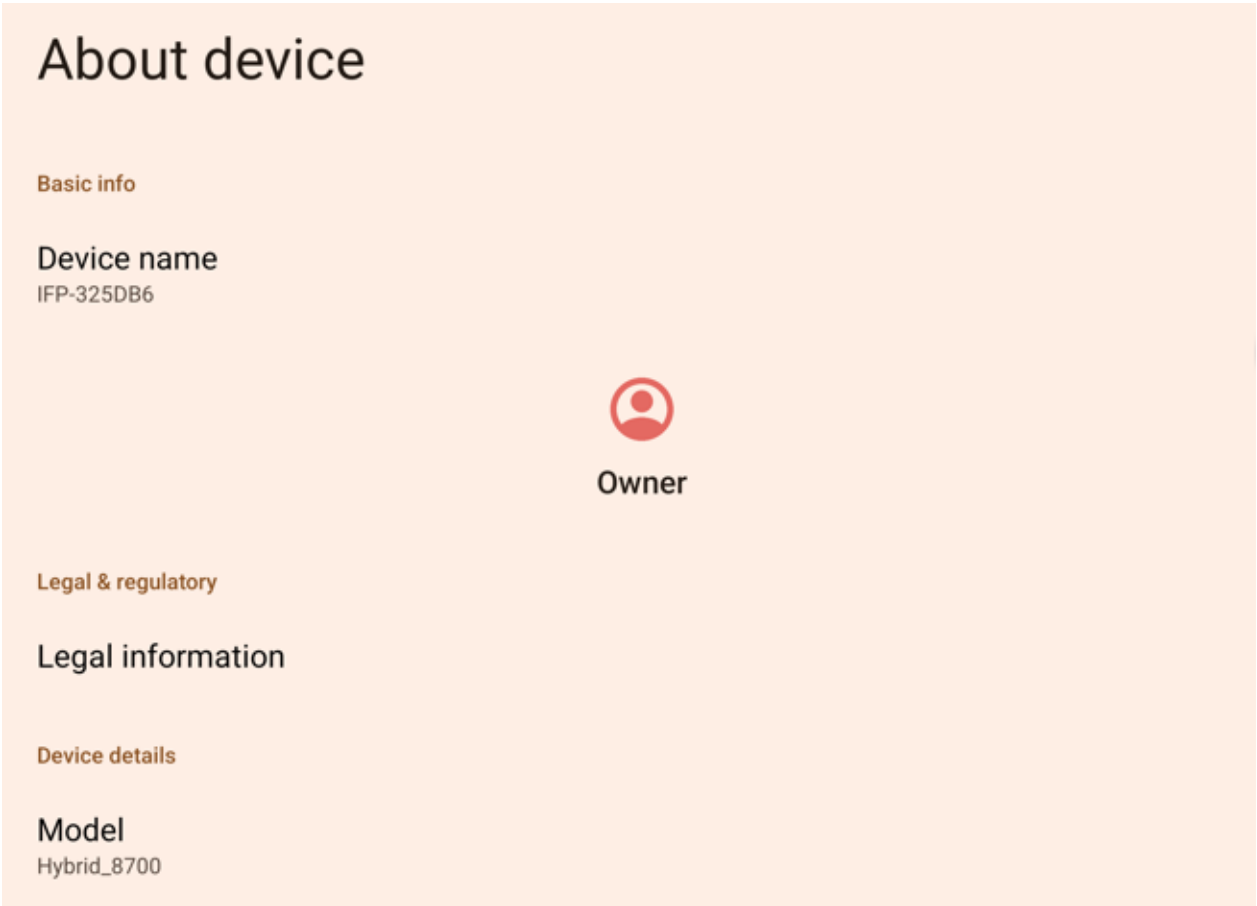 About device
Basic info
Device name
IFP-325DB6
Owner
Legal & regulatory
Legal information
Device details
Model
Hybrid_8700